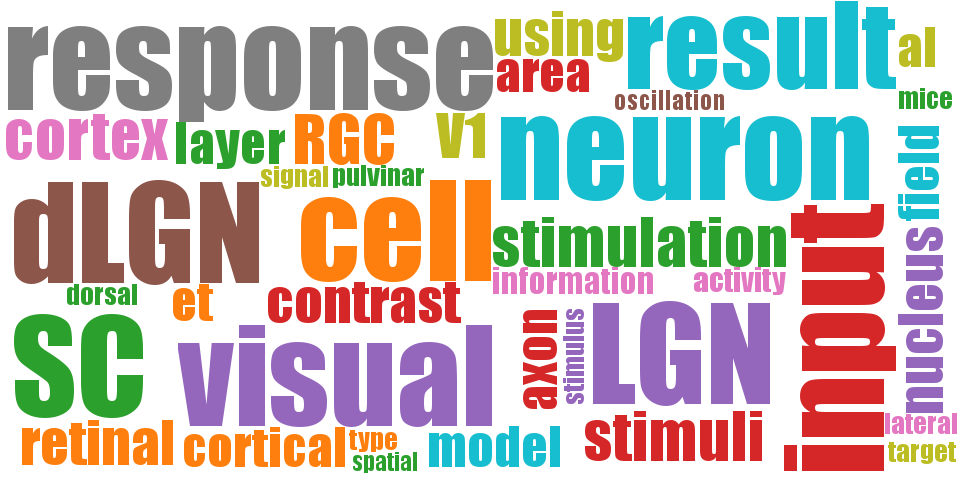 response
using
result
al
area
oscillation
mice
cortex
layer
RGC
V1
neuron
field
signal
pulvinar
dLGN
cell
stimulation
input
nucleus
information
activity
dorsal
et
contrast
axon
stimulus
LGN
SC
visual
retinal
cortical
type
spatial
model
stimuli
lateral
target